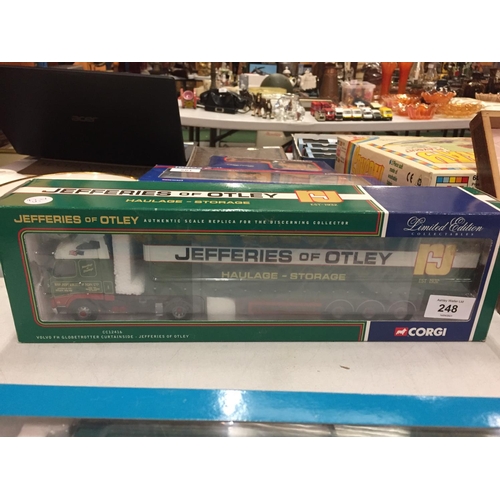 JEFFERIES OF OTLEY
HAULAGE - STORAGE
JEFFERIES OF OTLEY
AUTHENTIC SCALE REPLICA FOR THE DISCERNING COLLECTOR
Limited Edition
COLLECTABLES
JEFFERIES OF OTLEY
HAULAGE - STORAGE
248
CORGI
VOLVO FH GLOBETROTTER CURTAINSIDE - JEFFERIES OF OTLEY